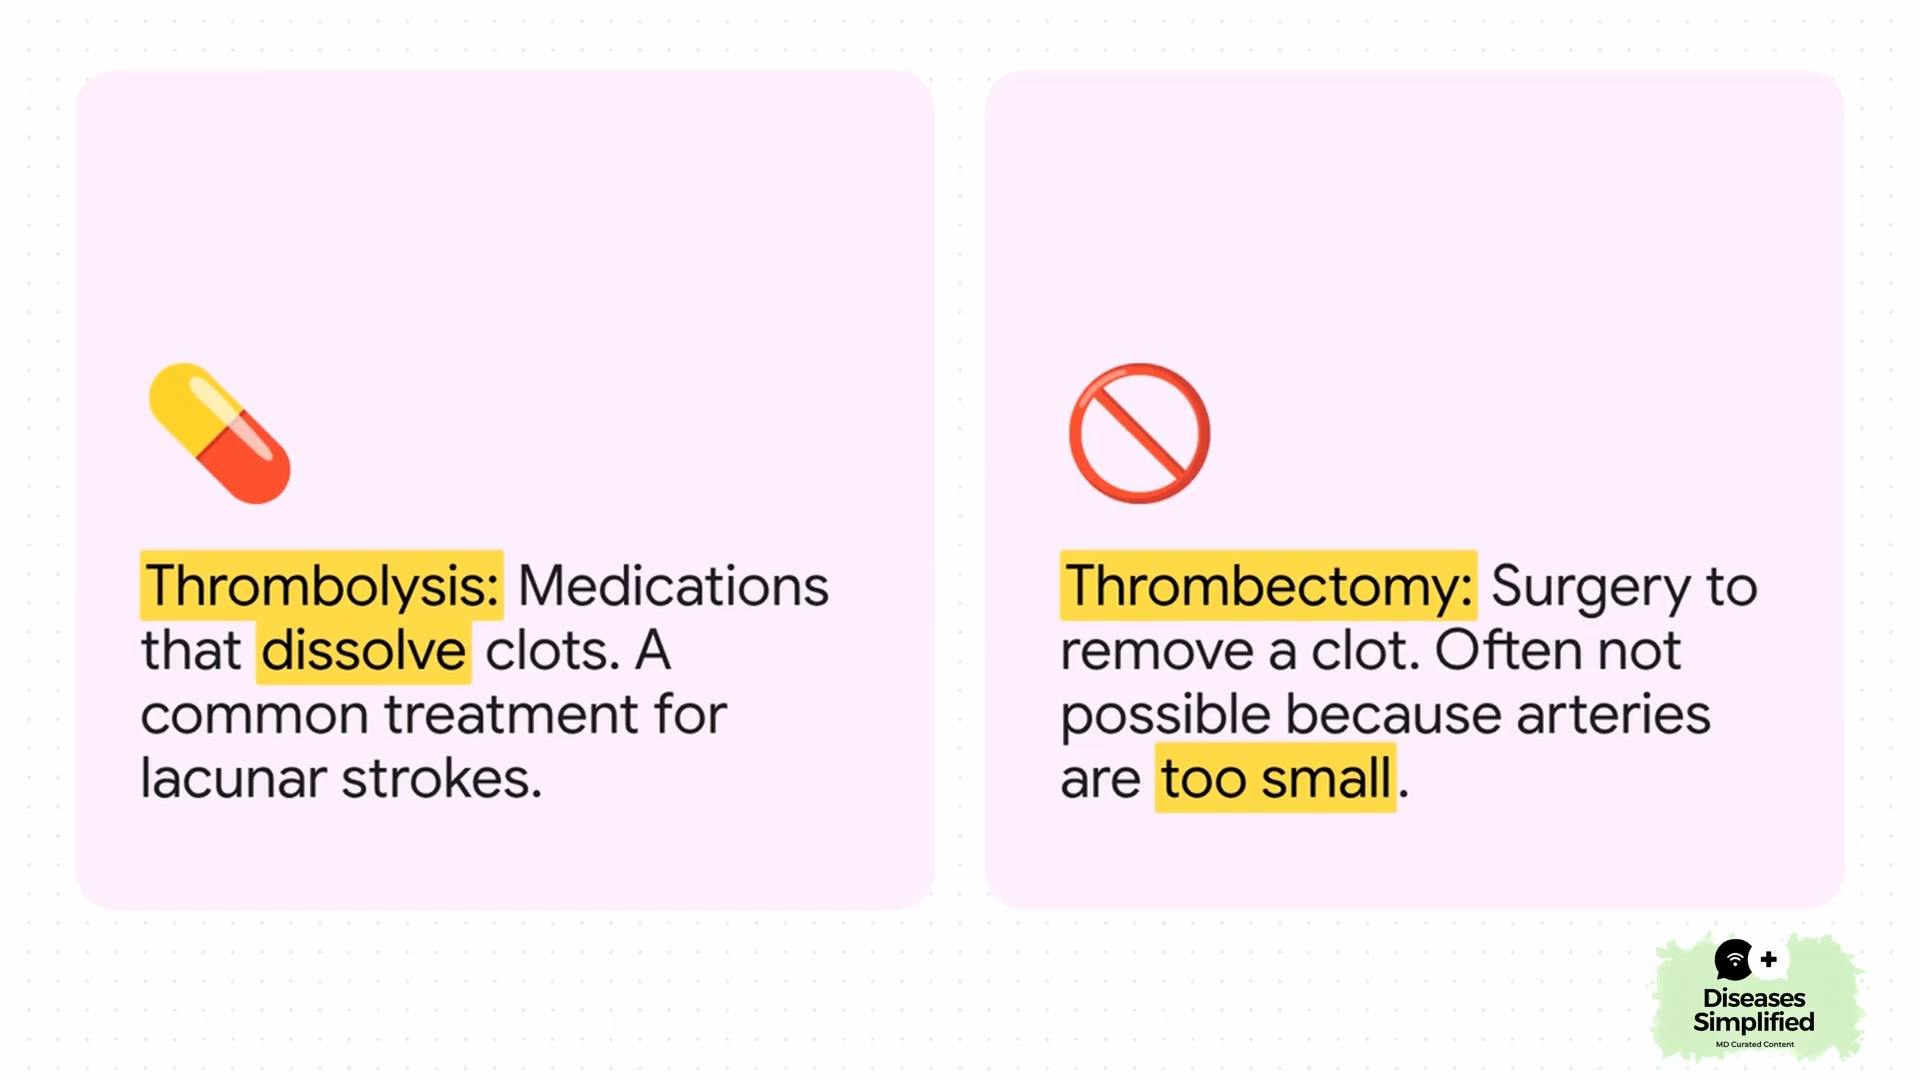 Thrombolysis: Medications
that dissolve clots. A
common treatment for
lacunar strokes.
Thrombectomy: Surgery to
remove a clot. Often not
possible because arteries
are too small.
Diseases
Simplified
MD Curated Content